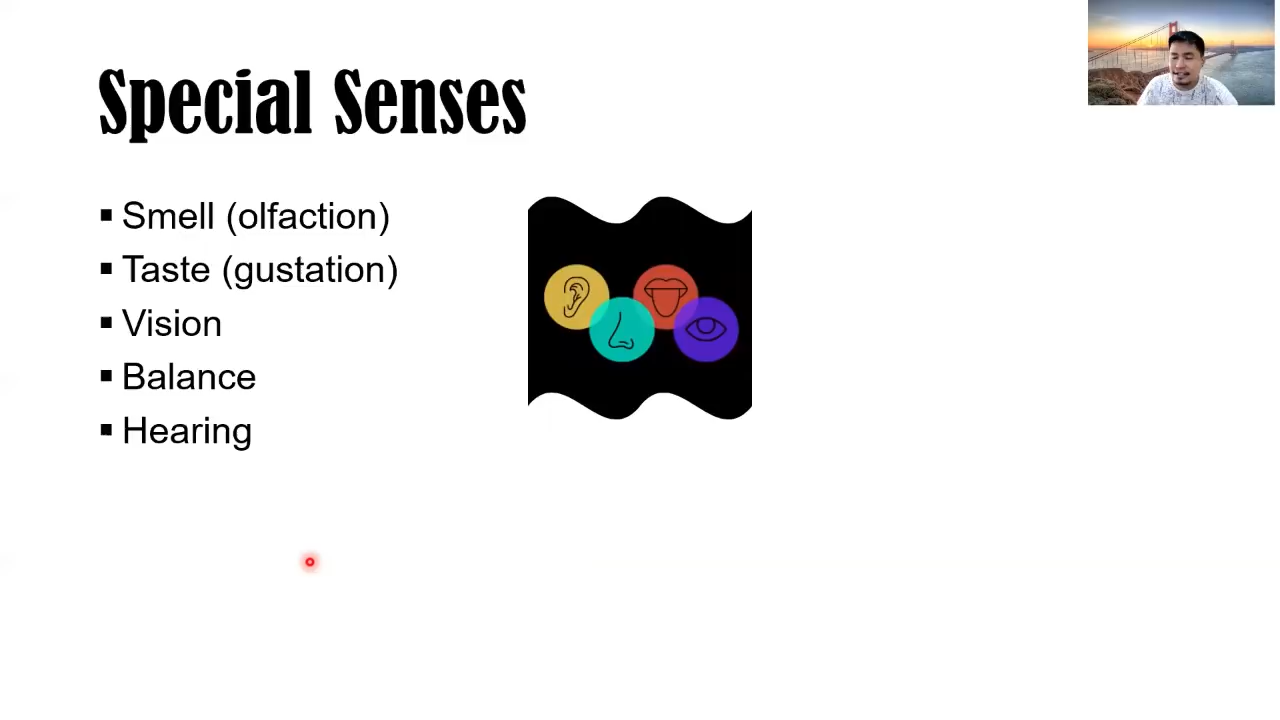 Special Senses
▪ Smell (olfaction)
▪ Taste (gustation)
▪ Vision
▪ Balance
▪ Hearing